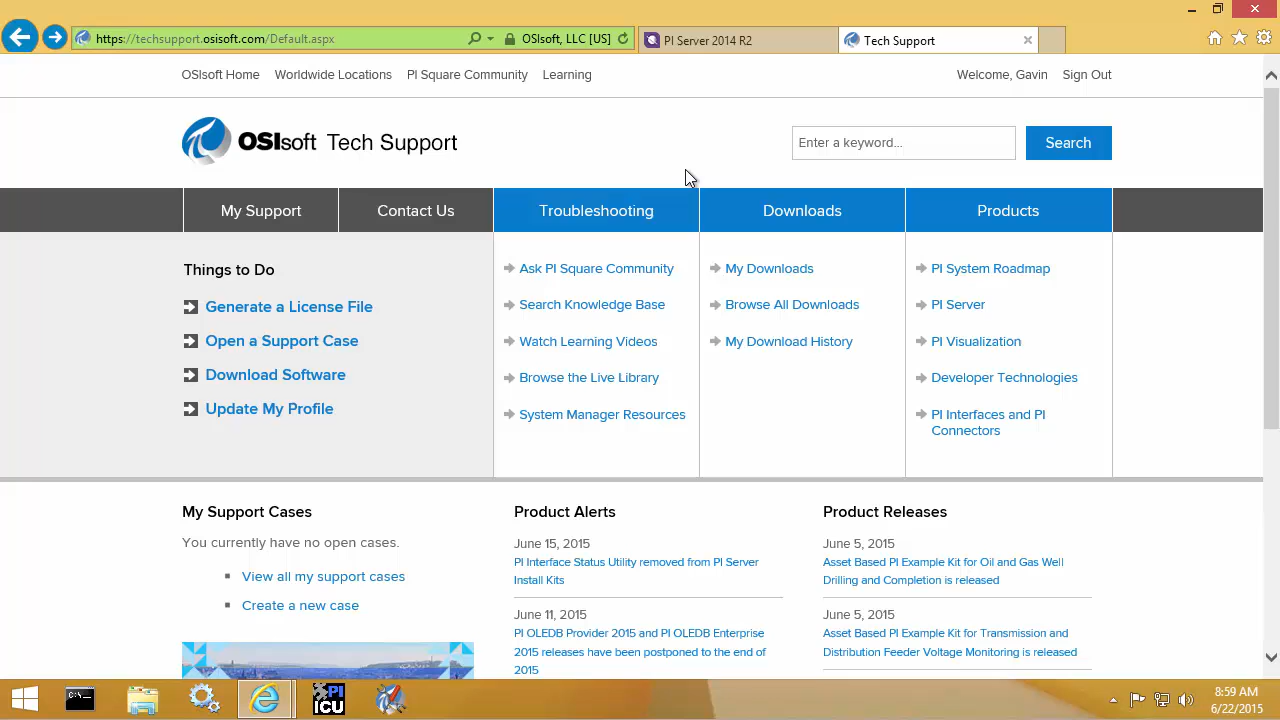 https://techsupport.osisoft.com/Default.aspx
OSIsoft, LLC [US]
PI Server 2014 R2
Tech Support
OSIsoft Home
Worldwide Locations
PI Square Community
Learning
Welcome, Gavin
Sign Out
OSIsoft Tech Support
Enter a keyword...
Search
My Support
Contact Us
Troubleshooting
Downloads
Products
Things to Do
Generate a License File
Open a Support Case
Download Software
Update My Profile
Ask PI Square Community
Search Knowledge Base
Watch Learning Videos
Browse the Live Library
System Manager Resources
My Downloads
Browse All Downloads
My Download History
PI System Roadmap
PI Server
PI Visualization
Developer Technologies
PI Interfaces and PI
Connectors
My Support Cases
You currently have no open cases.
View all my support cases
Create a new case
Product Alerts
June 15, 2015
PI Interface Status Utility removed from PI Server
Install Kits
June 11, 2015
PI OLEDB Provider 2015 and PI OLEDB Enterprise
2015 releases have been postponed to the end of
2015
Product Releases
June 5, 2015
Asset Based PI Example Kit for Oil and Gas Well
Drilling and Completion is released
June 5, 2015
Asset Based PI Example Kit for Transmission and
Distribution Feeder Voltage Monitoring is released
PI
ICU
8:59 AM
6/22/2015